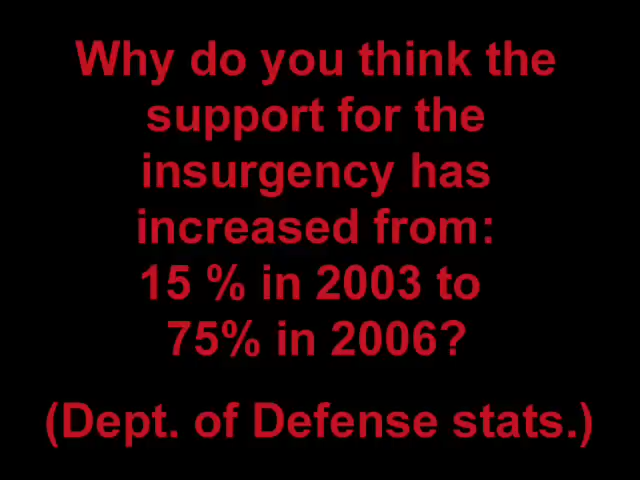 Why do you think the
support for the
insurgency has
increased from:
15 % in 2003 to
75% in 2006?
(Dept. of Defense stats.)